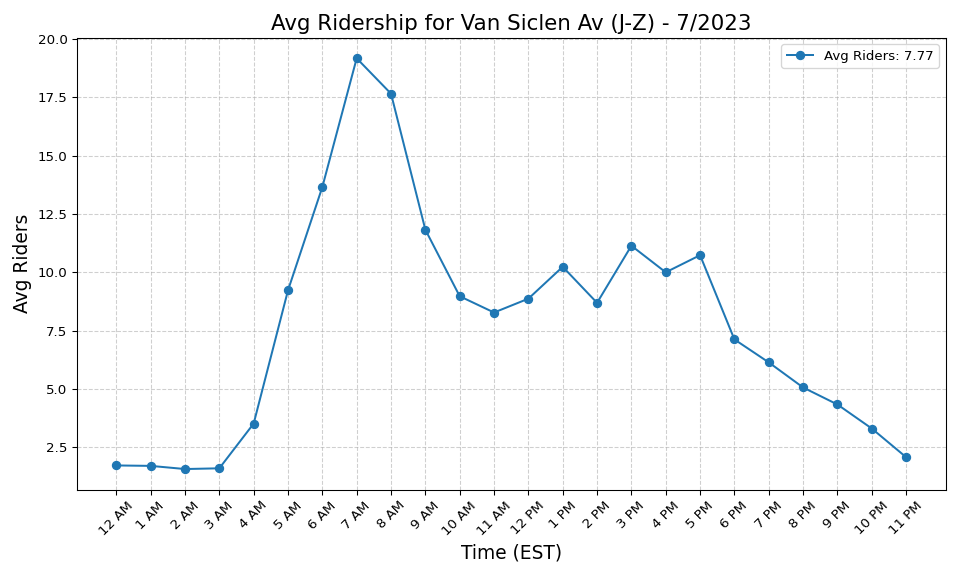 Avg Ridership for Van Siclen Av (J-Z) - 7/2023
Avg Riders: 7.77
Avg Riders
20.0
17.5
15.0
12.5
10.0
7.5
5.0
2.5
12 AM
1 AM
2 AM
3 AM
4 AM
5 AM
6 AM
7 AM
8 AM
9 AM
10 AM
11 AM
12 PM
1 PM
2 PM
3 PM
4 PM
5 PM
6 PM
7 PM
8 PM
9 PM
10 PM
11 PM
Time (EST)